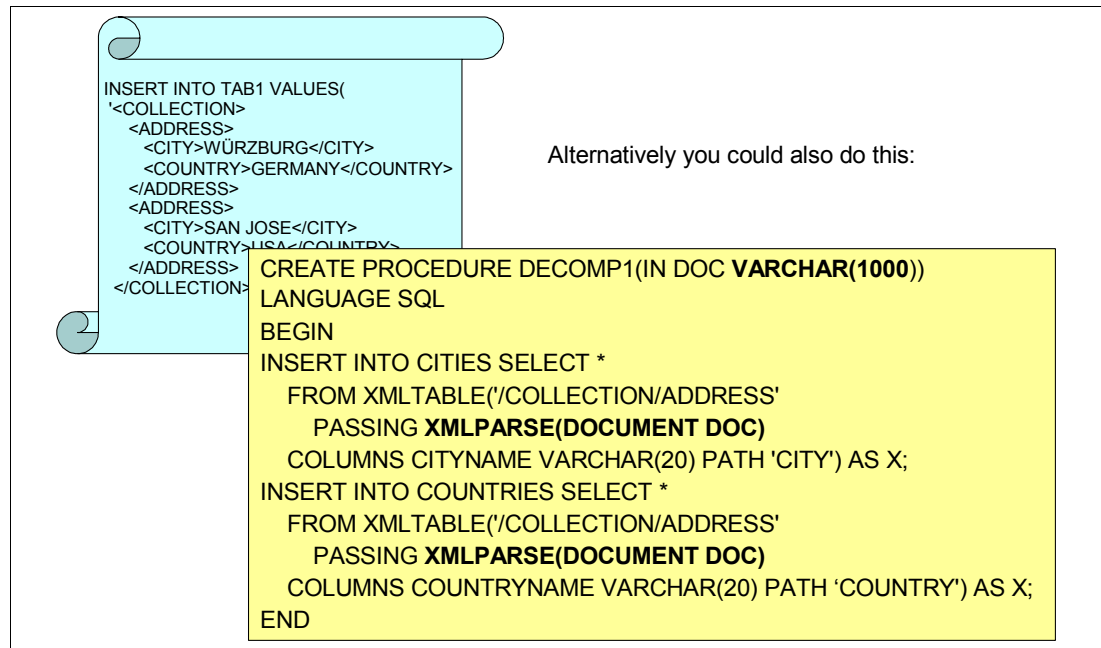 INSERT INTO TAB1 VALUES(
'<COLLECTION>
<ADDRESS>
<CITY>WÜRZBURG</CITY>
<COUNTRY>GERMANY</COUNTRY>
</ADDRESS>
<ADDRESS>
<CITY>SAN JOSE</CITY>
<COUNTRY>USA</COUNTRY>
</ADDRESS>
</COLLECTION>
Alternatively you could also do this:
CREATE PROCEDURE DECOMP1(IN DOC VARCHAR(1000))
LANGUAGE SQL
BEGIN
INSERT INTO CITIES SELECT *
FROM XMLTABLE('/COLLECTION/ADDRESS'
PASSING XMLPARSE(DOCUMENT DOC)
COLUMNS CITYNAME VARCHAR(20) PATH 'CITY') AS X;
INSERT INTO COUNTRIES SELECT *
FROM XMLTABLE('/COLLECTION/ADDRESS'
PASSING XMLPARSE(DOCUMENT DOC)
COLUMNS COUNTRYNAME VARCHAR(20) PATH ‘COUNTRY') AS X;
END